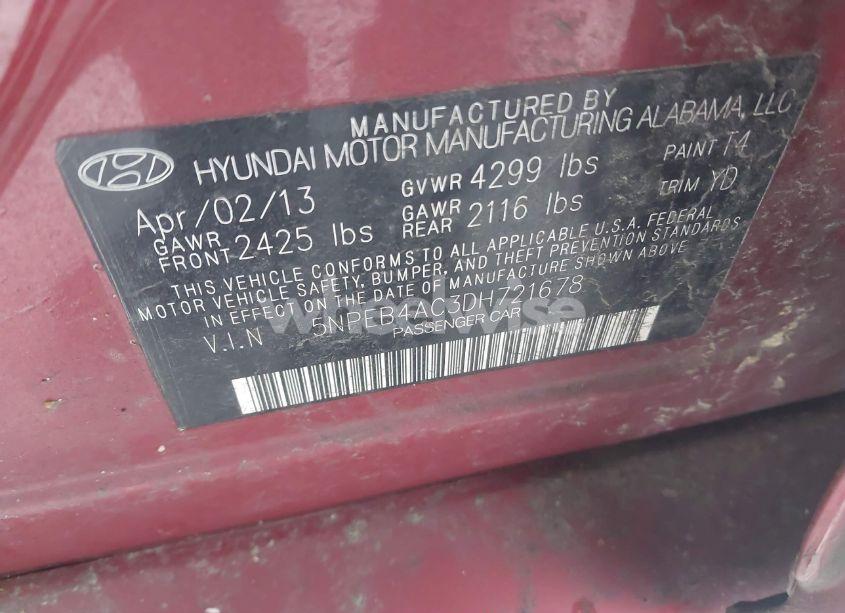 MANUFACTURED BY
HYUNDAI MOTOR MANUFACTURING ALABAMA, LLC
Apr/02/13 GVWR 4299 lbs PAINT T4
GAWR FRONT 2425 lbs GAWR REAR 2116 lbs TRIM YD
THIS VEHICLE CONFORMS TO ALL APPLICABLE U.S.A. FEDERAL
MOTOR VEHICLE SAFETY, BUMPER, AND THEFT PREVENTION STANDARDS
IN EFFECT ON THE DATE OF MANUFACTURE SHOWN ABOVE
V.I.N 5NPEB4AC3DH721678
PASSENGER CAR
wheelwise